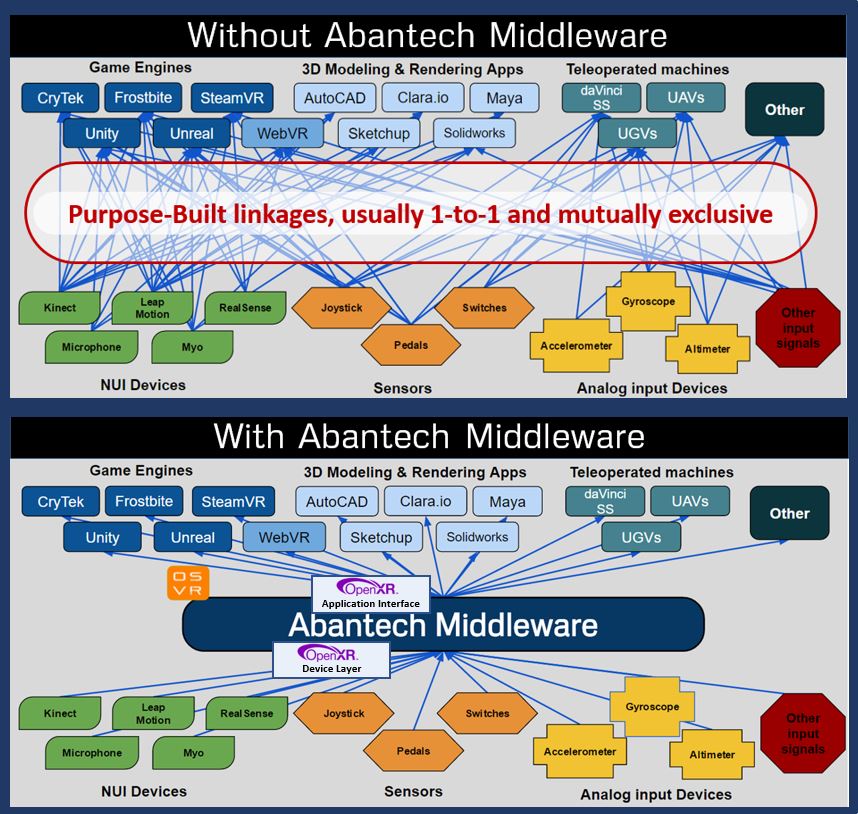 Without Abantech Middleware
Game Engines
3D Modeling & Rendering Apps
Teleoperated machines
CryTek
Frostbite
SteamVR
AutoCAD
Clara.io
Maya
daVinci
SS
UAVs
Other
Unity
Unreal
WebVR
Sketchup
Solidworks
UGVs
Purpose-Built linkages, usually 1-to-1 and mutually exclusive
Kinect
Leap
Motion
RealSense
Joystick
Switches
Gyroscope
Other
input
signals
Microphone
Myo
Pedals
Accelerometer
Altimeter
NUI Devices
Sensors
Analog input Devices
With Abantech Middleware
Game Engines
3D Modeling & Rendering Apps
Teleoperated machines
CryTek
Frostbite
SteamVR
AutoCAD
Clara.io
Maya
daVinci
SS
UAVs
Other
Unity
Unreal
WebVR
Sketchup
Solidworks
UGVs
OS
VR
OpenXR.
Application Interface
Abantech Middleware
OpenXR.
Device Layer
Kinect
Leap
Motion
RealSense
Joystick
Switches
Gyroscope
Other
input
signals
Microphone
Myo
Pedals
Accelerometer
Altimeter
NUI Devices
Sensors
Analog input Devices